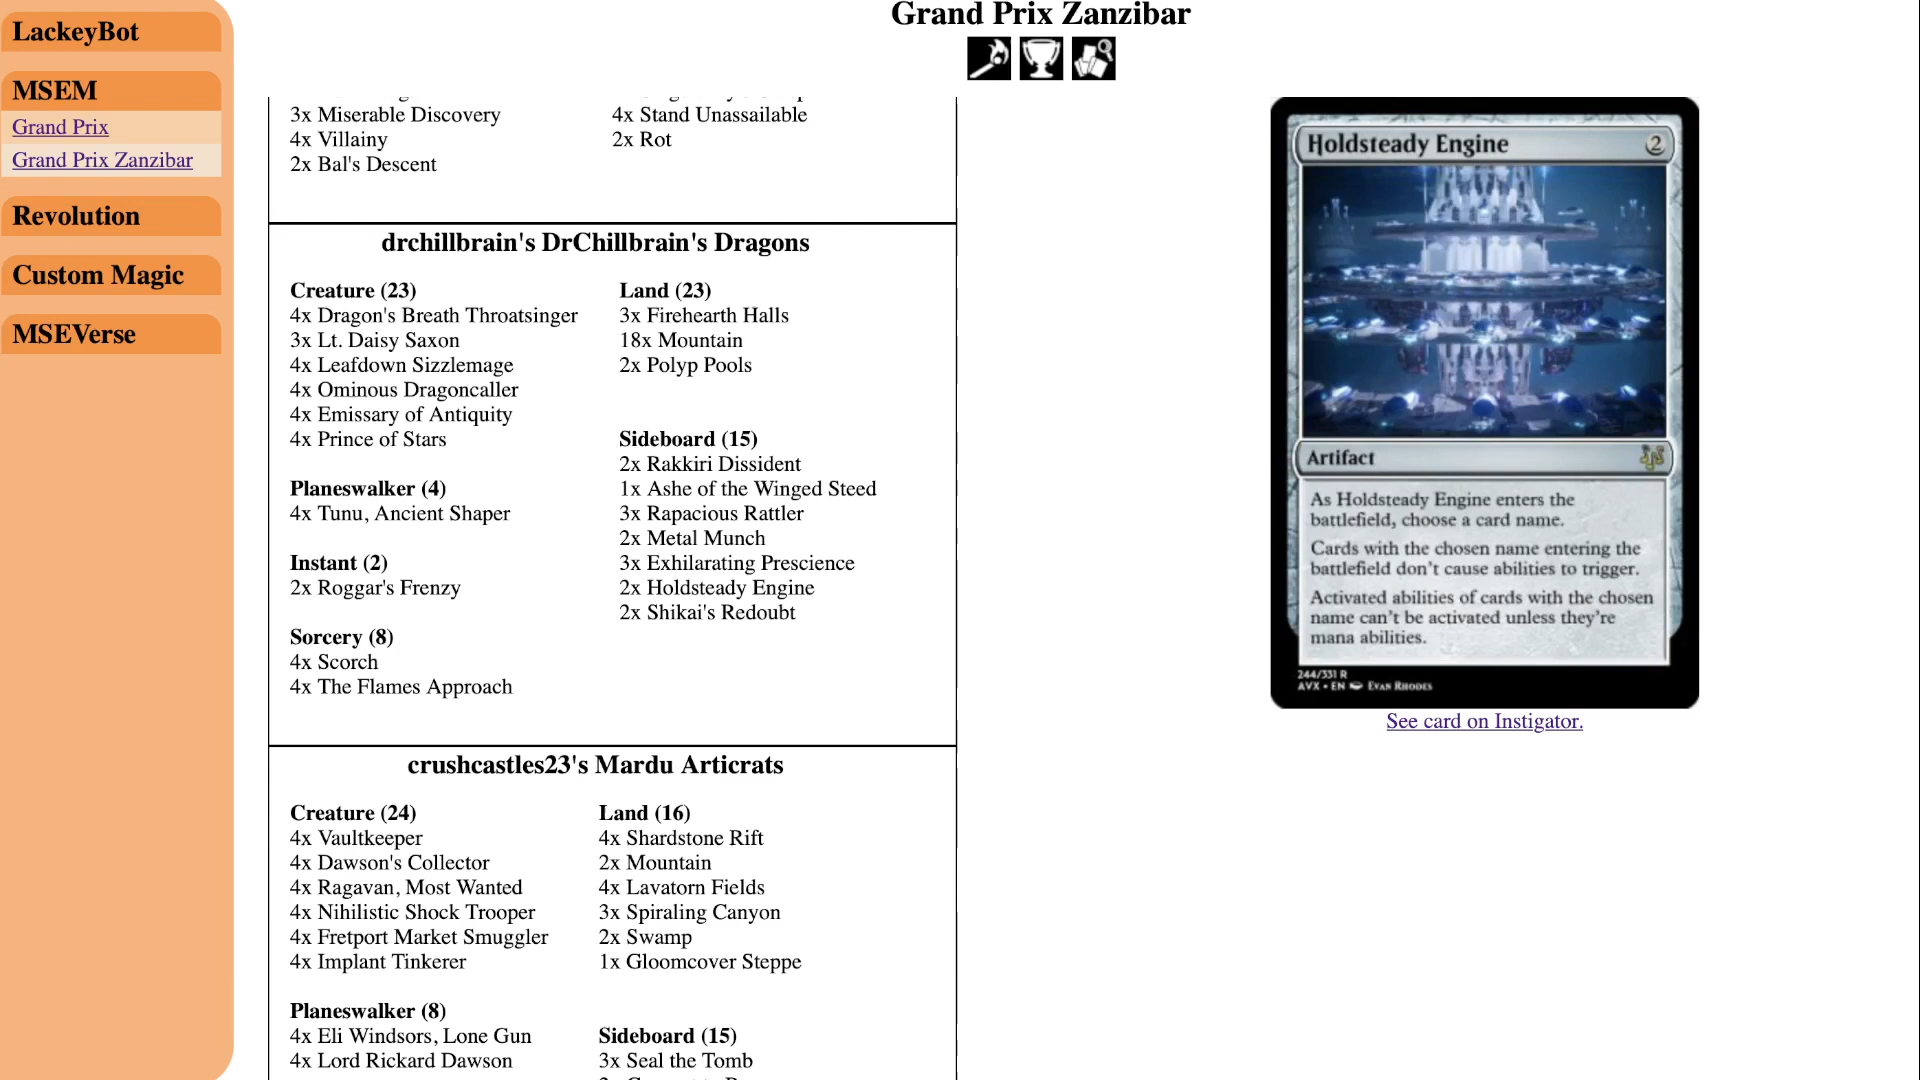 LackeyBot
MSEM
Grand Prix
Grand Prix Zanzibar
Revolution
Custom Magic
MSEVerse
Grand Prix Zanzibar
3x Miserable Discovery
4x Villainy
2x Bal's Descent
4x Stand Unassailable
2x Rot
drchillbrain's DrChillbrain's Dragons
Creature (23)
4x Dragon's Breath Throatsinger
3x Lt. Daisy Saxon
4x Leafdown Sizzlemage
4x Ominous Dragoncaller
4x Emissary of Antiquity
4x Prince of Stars
Planeswalker (4)
4x Tunu, Ancient Shaper
Instant (2)
2x Roggar's Frenzy
Sorcery (8)
4x Scorch
4x The Flames Approach
Land (23)
3x Firehearth Halls
18x Mountain
2x Polyp Pools
Sideboard (15)
2x Rakkiri Dissident
1x Ashe of the Winged Steed
3x Rapacious Rattler
2x Metal Munch
3x Exhilarating Prescience
2x Holdsteady Engine
2x Shikai's Redoubt
crushcastles23's Mardu Articrats
Creature (24)
4x Vaultkeeper
4x Dawson's Collector
4x Ragavan, Most Wanted
4x Nihilistic Shock Trooper
4x Fretport Market Smuggler
4x Implant Tinkerer
Planeswalker (8)
4x Eli Windsors, Lone Gun
4x Lord Rickard Dawson
Land (16)
4x Shardstone Rift
2x Mountain
4x Lavatorn Fields
3x Spiraling Canyon
2x Swamp
1x Gloomcover Steppe
Sideboard (15)
3x Seal the Tomb
Holdsteady Engine 2
Artifact
As Holdsteady Engine enters the
battlefield, choose a card name.
Cards with the chosen name entering the
battlefield don't cause abilities to trigger.
Activated abilities of cards with the chosen
name can't be activated unless they're
mana abilities.
244/331 R
AVX • EN Evan Rhodes
See card on Instigator.